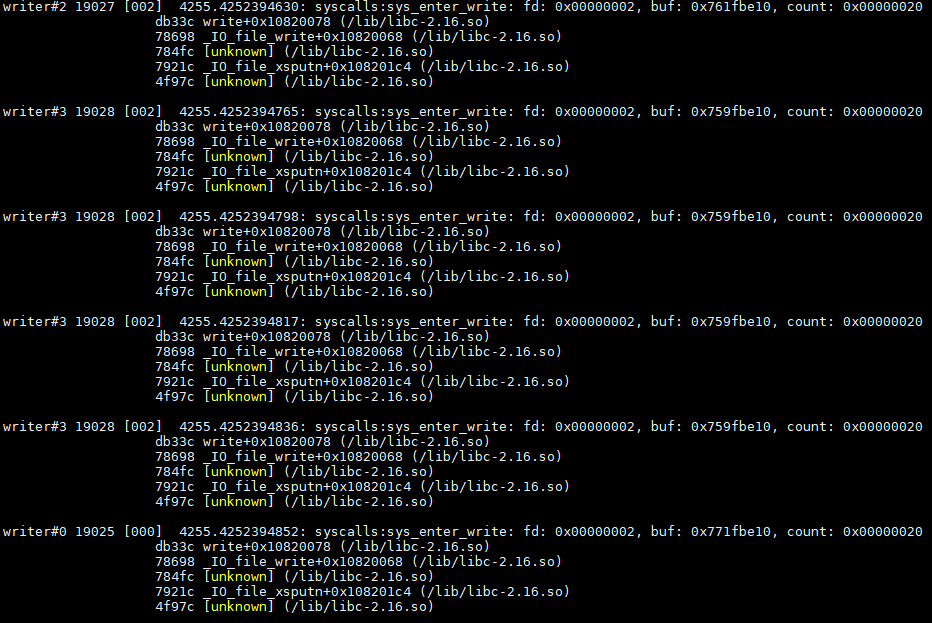 writer#2 19027 [002]  4255.4252394630: syscalls:sys_enter_write: fd: 0x00000002, buf: 0x761fbe10, count: 0x00000020
db33c write+0x10820078 (/lib/libc-2.16.so)
78698 _IO_file_write+0x10820068 (/lib/libc-2.16.so)
784fc [unknown] (/lib/libc-2.16.so)
7921c _IO_file_xsputn+0x108201c4 (/lib/libc-2.16.so)
4f97c [unknown] (/lib/libc-2.16.so)
writer#3 19028 [002]  4255.4252394765: syscalls:sys_enter_write: fd: 0x00000002, buf: 0x759fbe10, count: 0x00000020
db33c write+0x10820078 (/lib/libc-2.16.so)
78698 _IO_file_write+0x10820068 (/lib/libc-2.16.so)
784fc [unknown] (/lib/libc-2.16.so)
7921c _IO_file_xsputn+0x108201c4 (/lib/libc-2.16.so)
4f97c [unknown] (/lib/libc-2.16.so)
writer#3 19028 [002]  4255.4252394798: syscalls:sys_enter_write: fd: 0x00000002, buf: 0x759fbe10, count: 0x00000020
db33c write+0x10820078 (/lib/libc-2.16.so)
78698 _IO_file_write+0x10820068 (/lib/libc-2.16.so)
784fc [unknown] (/lib/libc-2.16.so)
7921c _IO_file_xsputn+0x108201c4 (/lib/libc-2.16.so)
4f97c [unknown] (/lib/libc-2.16.so)
writer#3 19028 [002]  4255.4252394817: syscalls:sys_enter_write: fd: 0x00000002, buf: 0x759fbe10, count: 0x00000020
db33c write+0x10820078 (/lib/libc-2.16.so)
78698 _IO_file_write+0x10820068 (/lib/libc-2.16.so)
784fc [unknown] (/lib/libc-2.16.so)
7921c _IO_file_xsputn+0x108201c4 (/lib/libc-2.16.so)
4f97c [unknown] (/lib/libc-2.16.so)
writer#3 19028 [002]  4255.4252394836: syscalls:sys_enter_write: fd: 0x00000002, buf: 0x759fbe10, count: 0x00000020
db33c write+0x10820078 (/lib/libc-2.16.so)
78698 _IO_file_write+0x10820068 (/lib/libc-2.16.so)
784fc [unknown] (/lib/libc-2.16.so)
7921c _IO_file_xsputn+0x108201c4 (/lib/libc-2.16.so)
4f97c [unknown] (/lib/libc-2.16.so)
writer#0 19025 [000]  4255.4252394852: syscalls:sys_enter_write: fd: 0x00000002, buf: 0x771fbe10, count: 0x00000020
db33c write+0x10820078 (/lib/libc-2.16.so)
78698 _IO_file_write+0x10820068 (/lib/libc-2.16.so)
784fc [unknown] (/lib/libc-2.16.so)
7921c _IO_file_xsputn+0x108201c4 (/lib/libc-2.16.so)
4f97c [unknown] (/lib/libc-2.16.so)